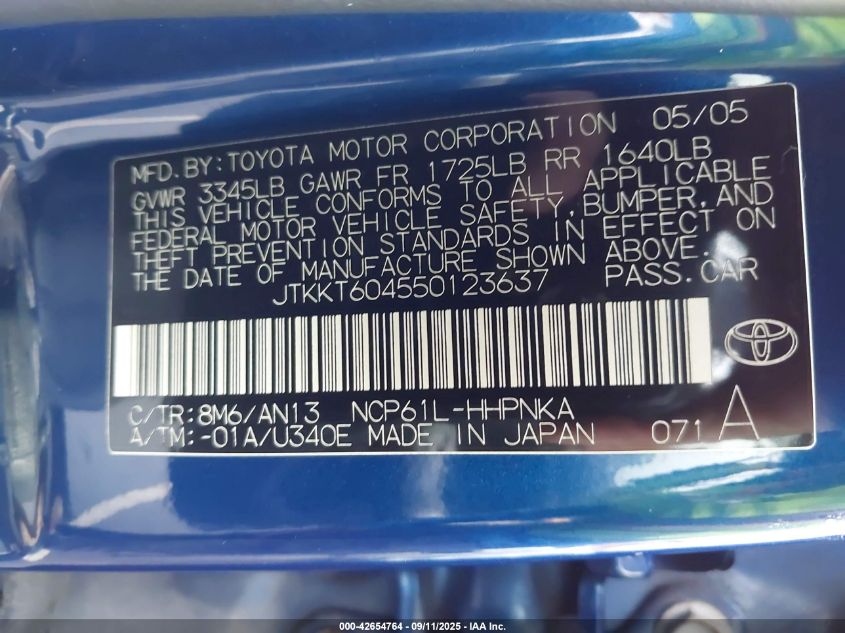 MFD.BY:TOYOTA MOTOR CORPORATION 05/05
GVWR 3345LB GAWR FR 1725LB RR 1640LB
THIS VEHICLE CONFORMS TO ALL APPLICABLE
FEDERAL MOTOR VEHICLE SAFETY,BUMPER,AND
THEFT PREVENTION STANDARDS IN EFFECT ON
THE DATE OF MANUFACTURE SHOWN ABOVE.
JTKKT604550123637 PASS.CAR
C/TR:8M6/AN13 NCP61L-HHPNKA
A/TM:-01A/U340E MADE IN JAPAN 071 A
000-42654764 - 09/11/2025 - IAA Inc.